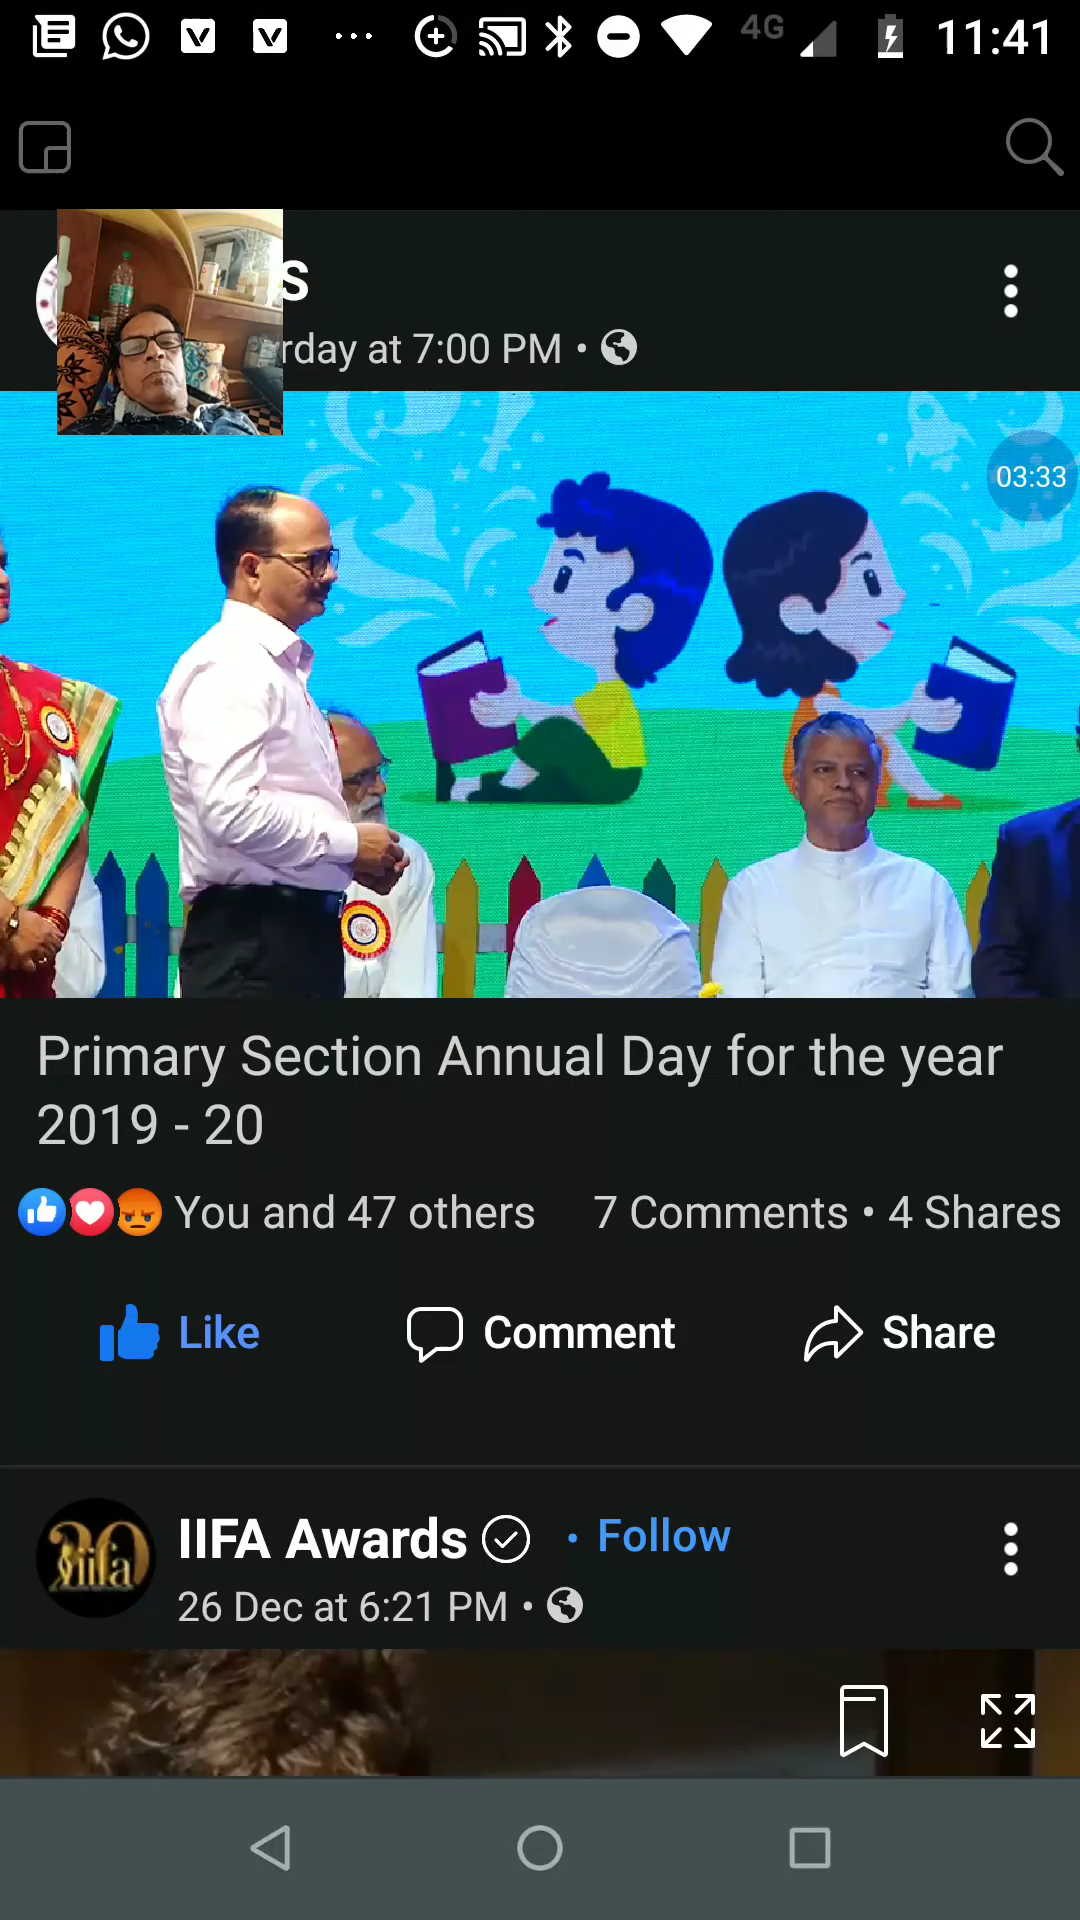 4G 11:41
S
rday at 7:00 PM •
03:33
Primary Section Annual Day for the year
2019 - 20
You and 47 others 7 Comments • 4 Shares
Like Comment Share
IIFA Awards • Follow
26 Dec at 6:21 PM •
20
iifa